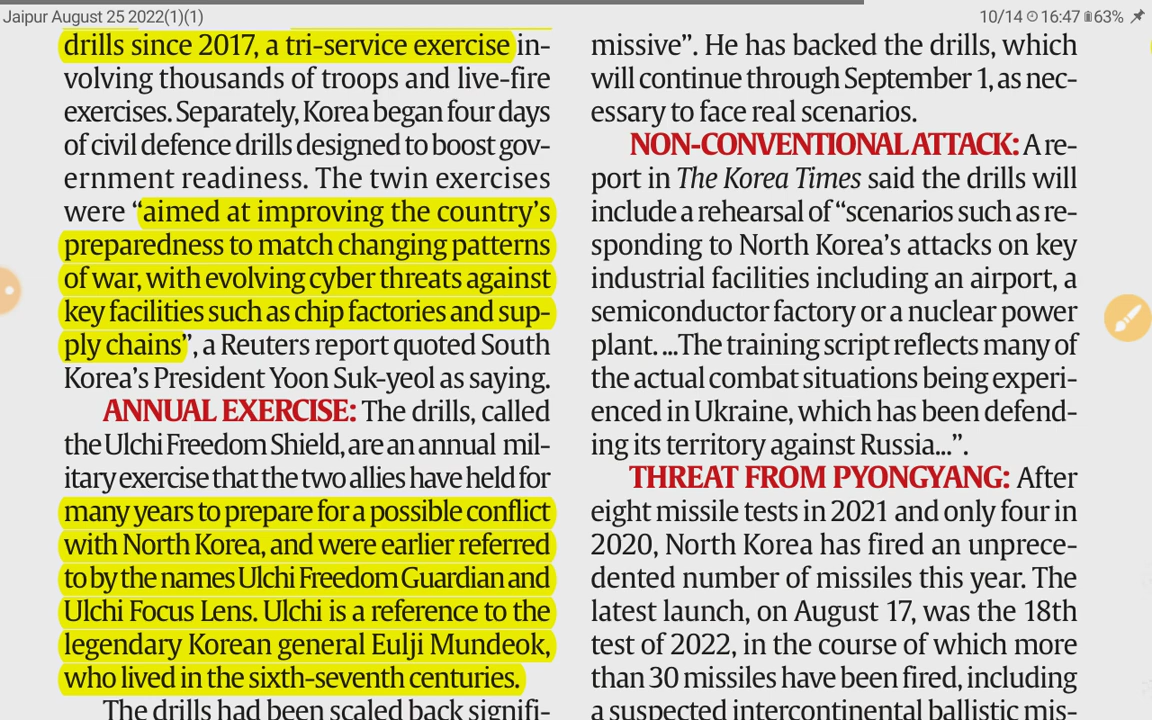 Jaipur August 25 2022(1)(1)
10/14 16:47 63%
drills since 2017, a tri-service exercise in-
volving thousands of troops and live-fire
exercises. Separately, Korea began four days
of civil defence drills designed to boost gov-
ernment readiness. The twin exercises
were “aimed at improving the country’s
preparedness to match changing patterns
of war, with evolving cyber threats against
key facilities such as chip factories and sup-
ply chains”, a Reuters report quoted South
Korea’s President Yoon Suk-yeol as saying.
ANNUAL EXERCISE: The drills, called
the Ulchi Freedom Shield, are an annual mil-
itary exercise that the two allies have held for
many years to prepare for a possible conflict
with North Korea, and were earlier referred
to by the names Ulchi Freedom Guardian and
Ulchi Focus Lens. Ulchi is a reference to the
legendary Korean general Eulji Mundeok,
who lived in the sixth-seventh centuries.
The drills had been scaled back signifi-
missive”. He has backed the drills, which
will continue through September 1, as nec-
essary to face real scenarios.
NON-CONVENTIONAL ATTACK: A re-
port in The Korea Times said the drills will
include a rehearsal of “scenarios such as re-
sponding to North Korea’s attacks on key
industrial facilities including an airport, a
semiconductor factory or a nuclear power
plant. ...The training script reflects many of
the actual combat situations being experi-
enced in Ukraine, which has been defend-
ing its territory against Russia...”.
THREAT FROM PYONGYANG: After
eight missile tests in 2021 and only four in
2020, North Korea has fired an unprece-
dented number of missiles this year. The
latest launch, on August 17, was the 18th
test of 2022, in the course of which more
than 30 missiles have been fired, including
a suspected intercontinental ballistic mis-